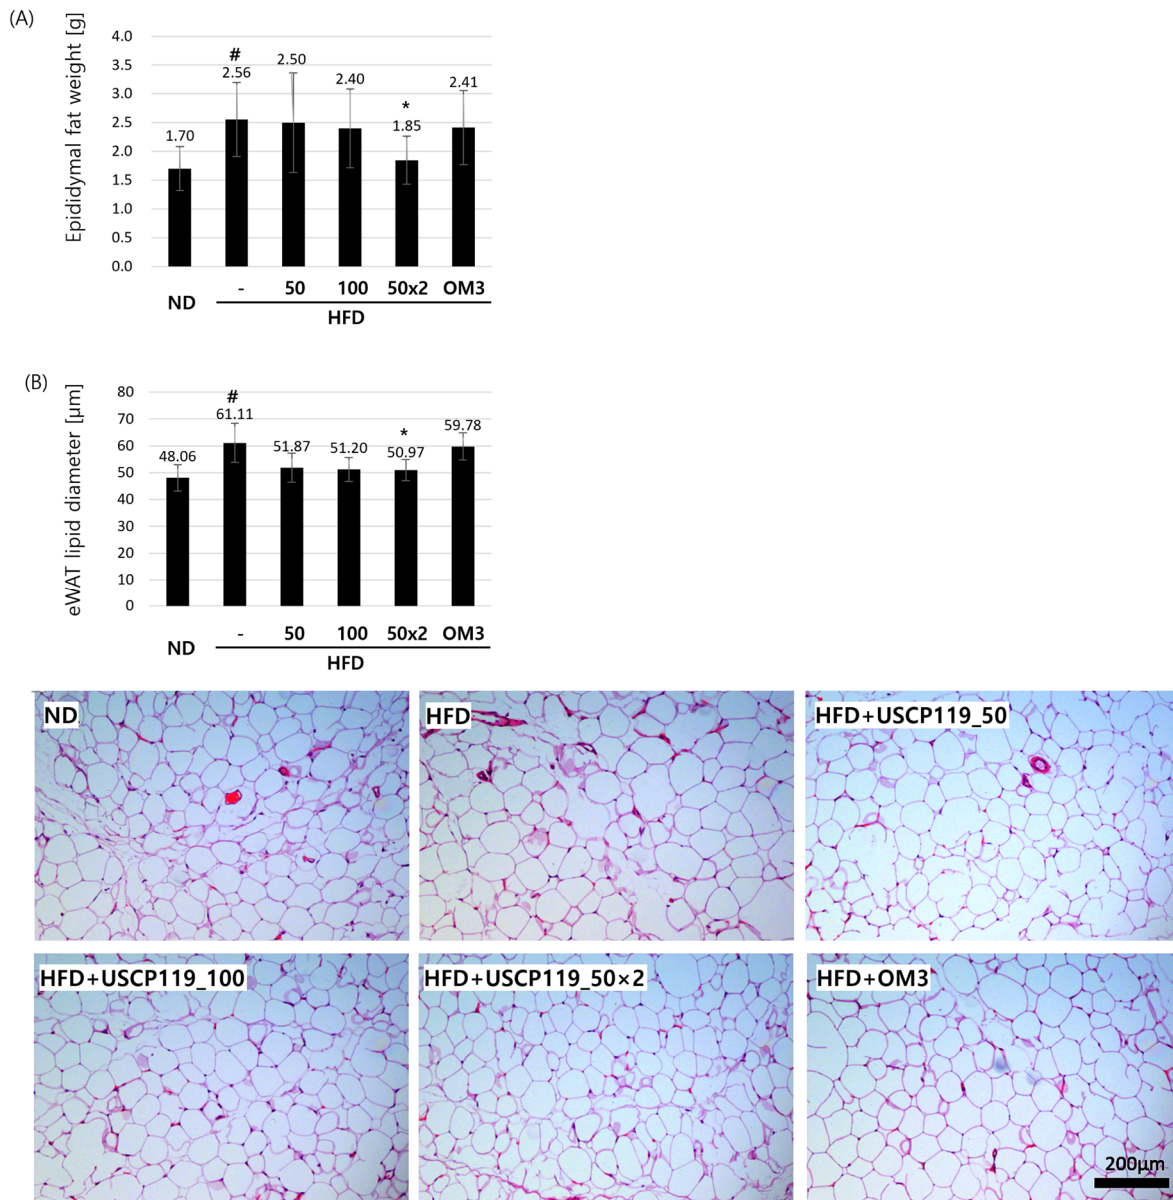 (A)
Epididymal fat weight [g]
4.0
3.5
3.0
2.5
2.0
1.5
1.0
0.5
0.0
#
*
1.70
2.56
2.50
2.40
1.85
2.41
ND
- 50 100 50x2 OM3
HFD
(B)
eWAT lipid diameter [µm]
80
70
60
50
40
30
20
10
0
#
*
48.06
61.11
51.87
51.20
50.97
59.78
ND
- 50 100 50x2 OM3
HFD
ND
HFD
HFD+USCP119_50
HFD+USCP119_100
HFD+USCP119_50×2
HFD+OM3
200µm